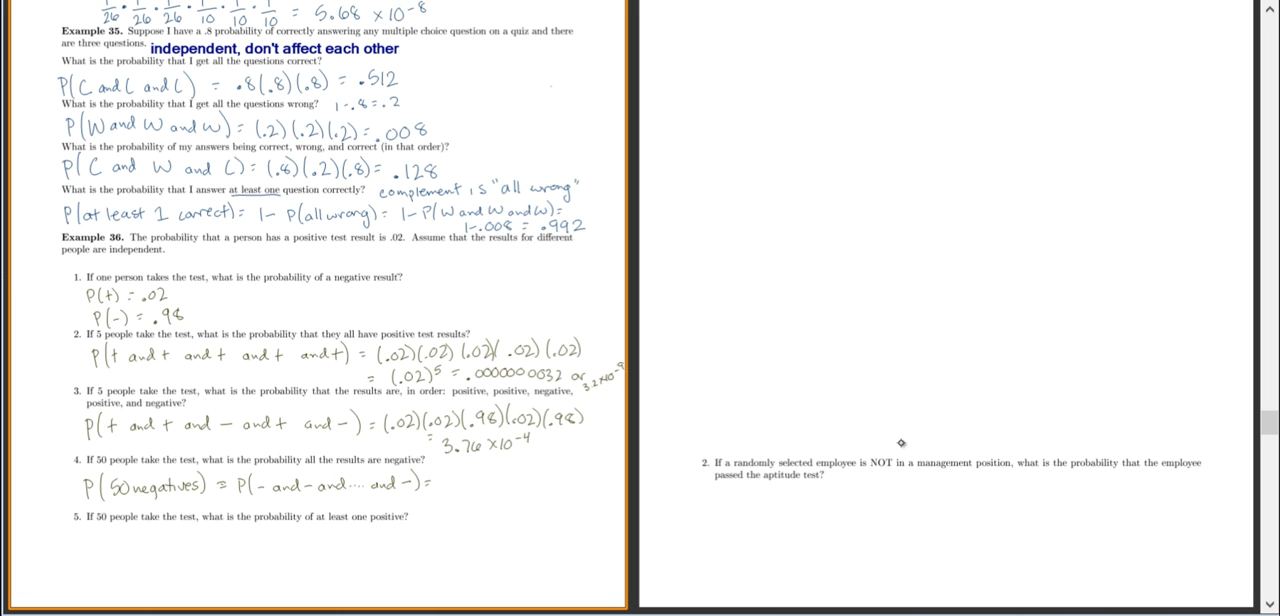 1/26 · 1/26 · 1/26 · 1/10 · 1/10 · 1/10 = 5.68 × 10^-8
Example 35. Suppose I have a .8 probability of correctly answering any multiple choice question on a quiz and there
are three questions. independent, don't affect each other
What is the probability that I get all the questions correct?
P(C and C and C) = .8(.8)(.8) = .512
What is the probability that I get all the questions wrong? 1-.8=.2
P(W and W and W) = (.2)(.2)(.2) = .008
What is the probability of my answers being correct, wrong, and correct (in that order)?
P(C and W and C) = (.8)(.2)(.8) = .128
What is the probability that I answer at least one question correctly? complement is "all wrong"
P(at least 1 correct) = 1- P(all wrong) = 1- P(W and W and W) =
1-.008 = .992
Example 36. The probability that a person has a positive test result is .02. Assume that the results for different
people are independent.
1. If one person takes the test, what is the probability of a negative result?
P(+) = .02
P(-) = .98
2. If 5 people take the test, what is the probability that they all have positive test results?
P(+ and + and + and + and +) = (.02)(.02)(.02)(.02)(.02)
= (.02)^5 = .0000000032 or 3.2×10^-9
3. If 5 people take the test, what is the probability that the results are, in order: positive, positive, negative,
positive, and negative?
P(+ and + and - and + and -) = (.02)(.02)(.98)(.02)(.98)
= 3.76 × 10^-4
4. If 50 people take the test, what is the probability all the results are negative?
P(50 negatives) = P(- and - and.... and -) =
5. If 50 people take the test, what is the probability of at least one positive?
2. If a randomly selected employee is NOT in a management position, what is the probability that the employee
passed the aptitude test?